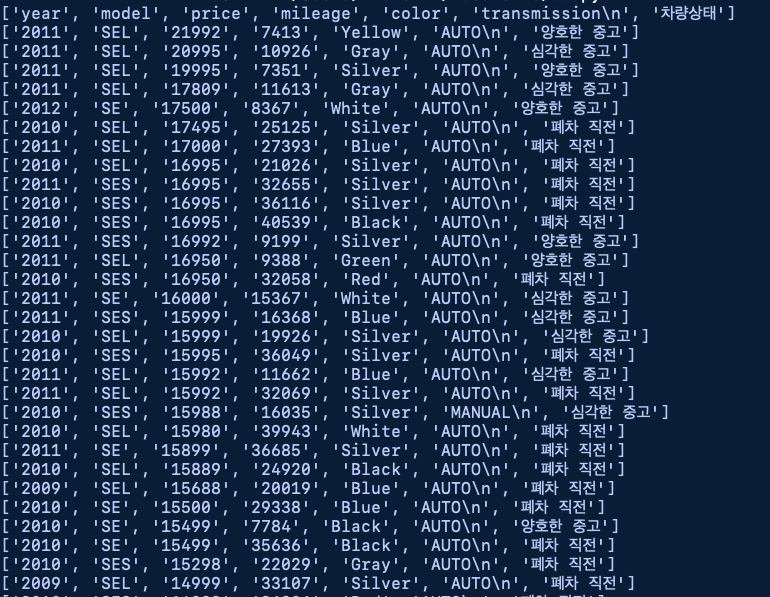 ['year', 'model', 'price', 'mileage', 'color', 'transmission\n', '차량상태']
['2011', 'SEL', '21992', '7413', 'Yellow', 'AUTO\n', '양호한 중고']
['2011', 'SEL', '20995', '10926', 'Gray', 'AUTO\n', '심각한 중고']
['2011', 'SEL', '19995', '7351', 'Silver', 'AUTO\n', '양호한 중고']
['2011', 'SEL', '17809', '11613', 'Gray', 'AUTO\n', '심각한 중고']
['2012', 'SE', '17500', '8367', 'White', 'AUTO\n', '양호한 중고']
['2010', 'SEL', '17495', '25125', 'Silver', 'AUTO\n', '폐차 직전']
['2011', 'SEL', '17000', '27393', 'Blue', 'AUTO\n', '폐차 직전']
['2010', 'SEL', '16995', '21026', 'Silver', 'AUTO\n', '폐차 직전']
['2011', 'SES', '16995', '32655', 'Silver', 'AUTO\n', '폐차 직전']
['2010', 'SES', '16995', '36116', 'Silver', 'AUTO\n', '폐차 직전']
['2010', 'SES', '16995', '40539', 'Black', 'AUTO\n', '폐차 직전']
['2011', 'SES', '16992', '9199', 'Silver', 'AUTO\n', '양호한 중고']
['2011', 'SEL', '16950', '9388', 'Green', 'AUTO\n', '양호한 중고']
['2010', 'SES', '16950', '32058', 'Red', 'AUTO\n', '폐차 직전']
['2011', 'SE', '16000', '15367', 'White', 'AUTO\n', '심각한 중고']
['2011', 'SES', '15999', '16368', 'Blue', 'AUTO\n', '심각한 중고']
['2010', 'SEL', '15999', '19926', 'Silver', 'AUTO\n', '심각한 중고']
['2010', 'SES', '15995', '36049', 'Silver', 'AUTO\n', '폐차 직전']
['2011', 'SEL', '15992', '11662', 'Blue', 'AUTO\n', '심각한 중고']
['2011', 'SEL', '15992', '32069', 'Silver', 'AUTO\n', '폐차 직전']
['2010', 'SES', '15988', '16035', 'Silver', 'MANUAL\n', '심각한 중고']
['2010', 'SEL', '15980', '39943', 'White', 'AUTO\n', '폐차 직전']
['2011', 'SE', '15899', '36685', 'Silver', 'AUTO\n', '폐차 직전']
['2010', 'SEL', '15889', '24920', 'Black', 'AUTO\n', '폐차 직전']
['2009', 'SEL', '15688', '20019', 'Blue', 'AUTO\n', '폐차 직전']
['2010', 'SE', '15500', '29338', 'Blue', 'AUTO\n', '폐차 직전']
['2010', 'SE', '15499', '7784', 'Black', 'AUTO\n', '양호한 중고']
['2010', 'SE', '15499', '35636', 'Black', 'AUTO\n', '폐차 직전']
['2010', 'SES', '15298', '22029', 'Gray', 'AUTO\n', '폐차 직전']
['2009', 'SEL', '14999', '33107', 'Silver', 'AUTO\n', '폐차 직전']